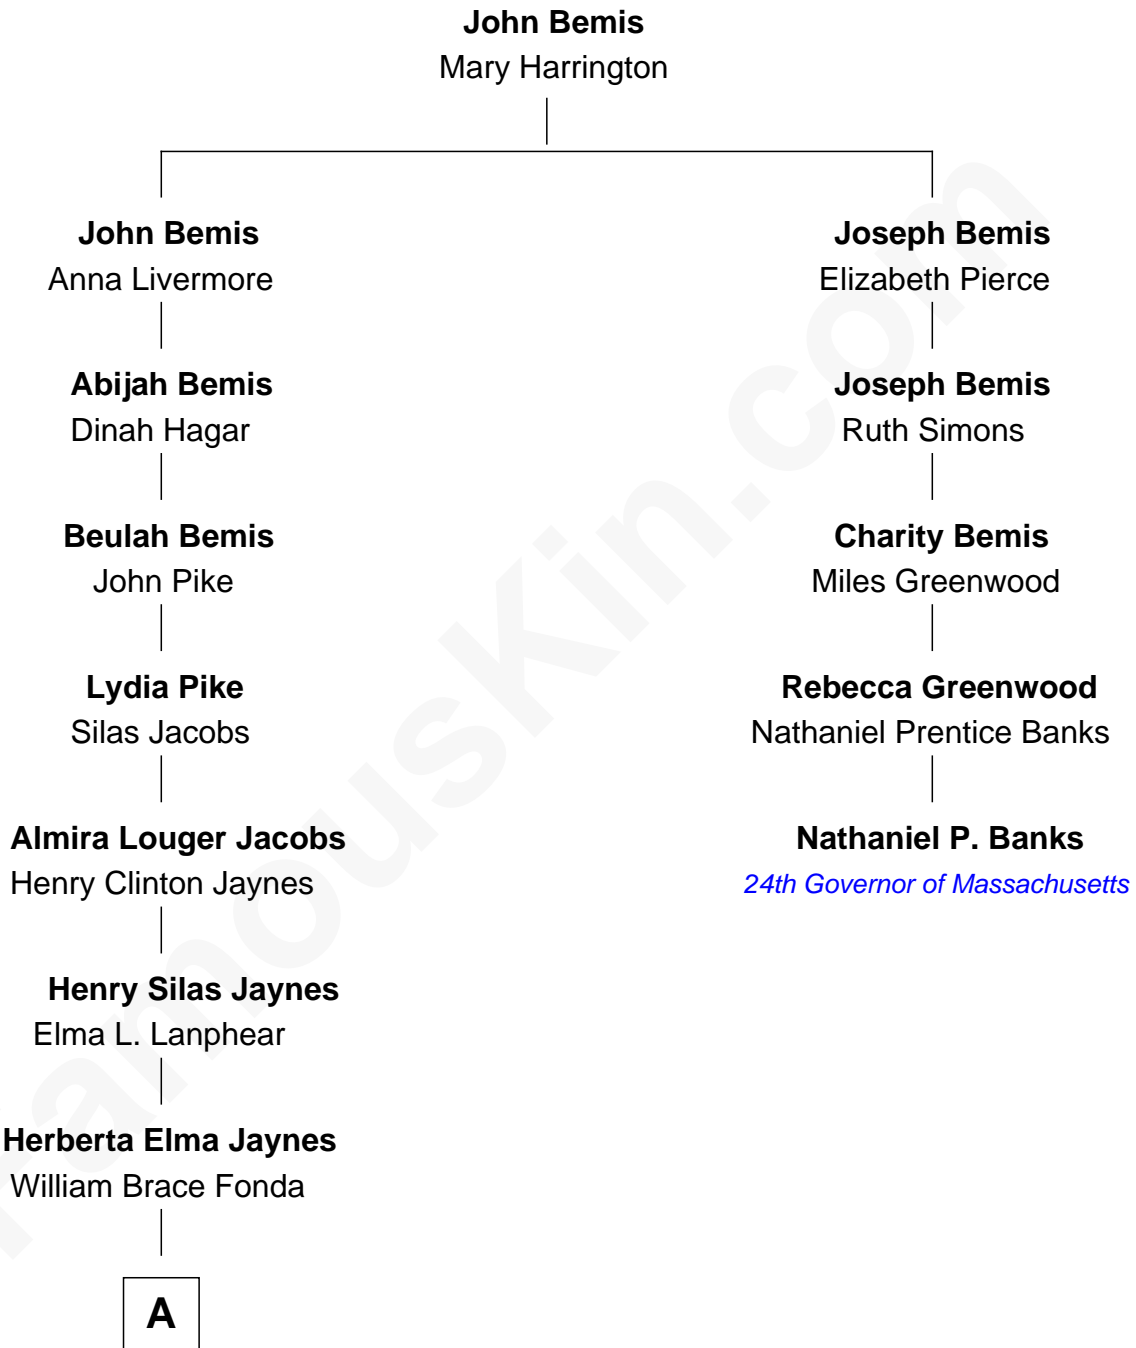 John Bemis
Mary Harrington
John Bemis
Anna Livermore
Joseph Bemis
Elizabeth Pierce
Abijah Bemis
Dinah Hagar
Joseph Bemis
Ruth Simons
Beulah Bemis
John Pike
Charity Bemis
Miles Greenwood
Lydia Pike
Silas Jacobs
Rebecca Greenwood
Nathaniel Prentice Banks
Almira Louger Jacobs
Henry Clinton Jaynes
Nathaniel P. Banks
24th Governor of Massachusetts
Henry Silas Jaynes
Elma L. Lanphear
Herberta Elma Jaynes
William Brace Fonda
A
FamousKin.com